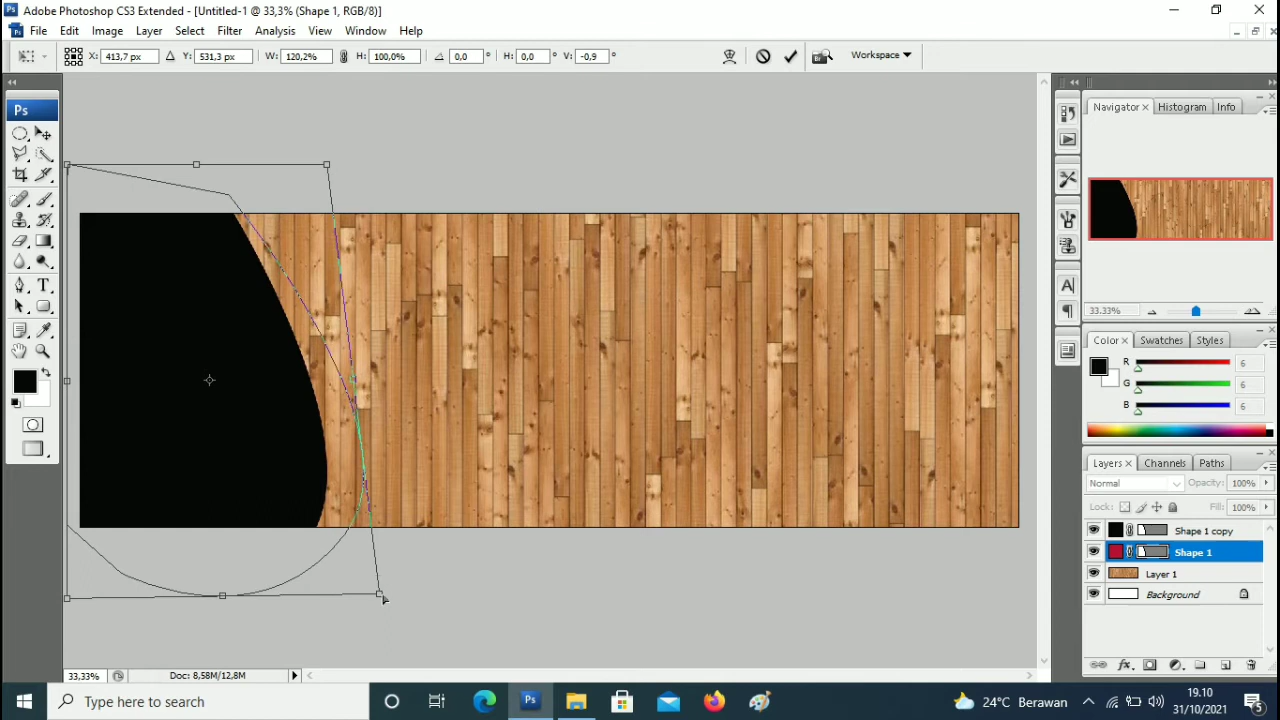 Adobe Photoshop CS3 Extended - [Untitled-1 @ 33,3% (Shape 1, RGB/8)]
Ps File Edit Image Layer Select Filter Analysis View Window Help
X: 413,7 px Y: 531,3 px W: 120,2% H: 100,0% 0,0 ° H: 0,0 ° V: -0,9 ° Br Workspace
Ps
Navigator × Histogram Info
33.33%
Color × Swatches Styles
R 6
G 6
B 6
Layers × Channels Paths
Normal Opacity: 100%
Lock: Fill: 100%
Shape 1 copy
Shape 1
Layer 1
Background
T
A
33,33% Doc: 8,58M/12,8M
Type here to search
Ps
24°C Berawan
19.10
31/10/2021
5